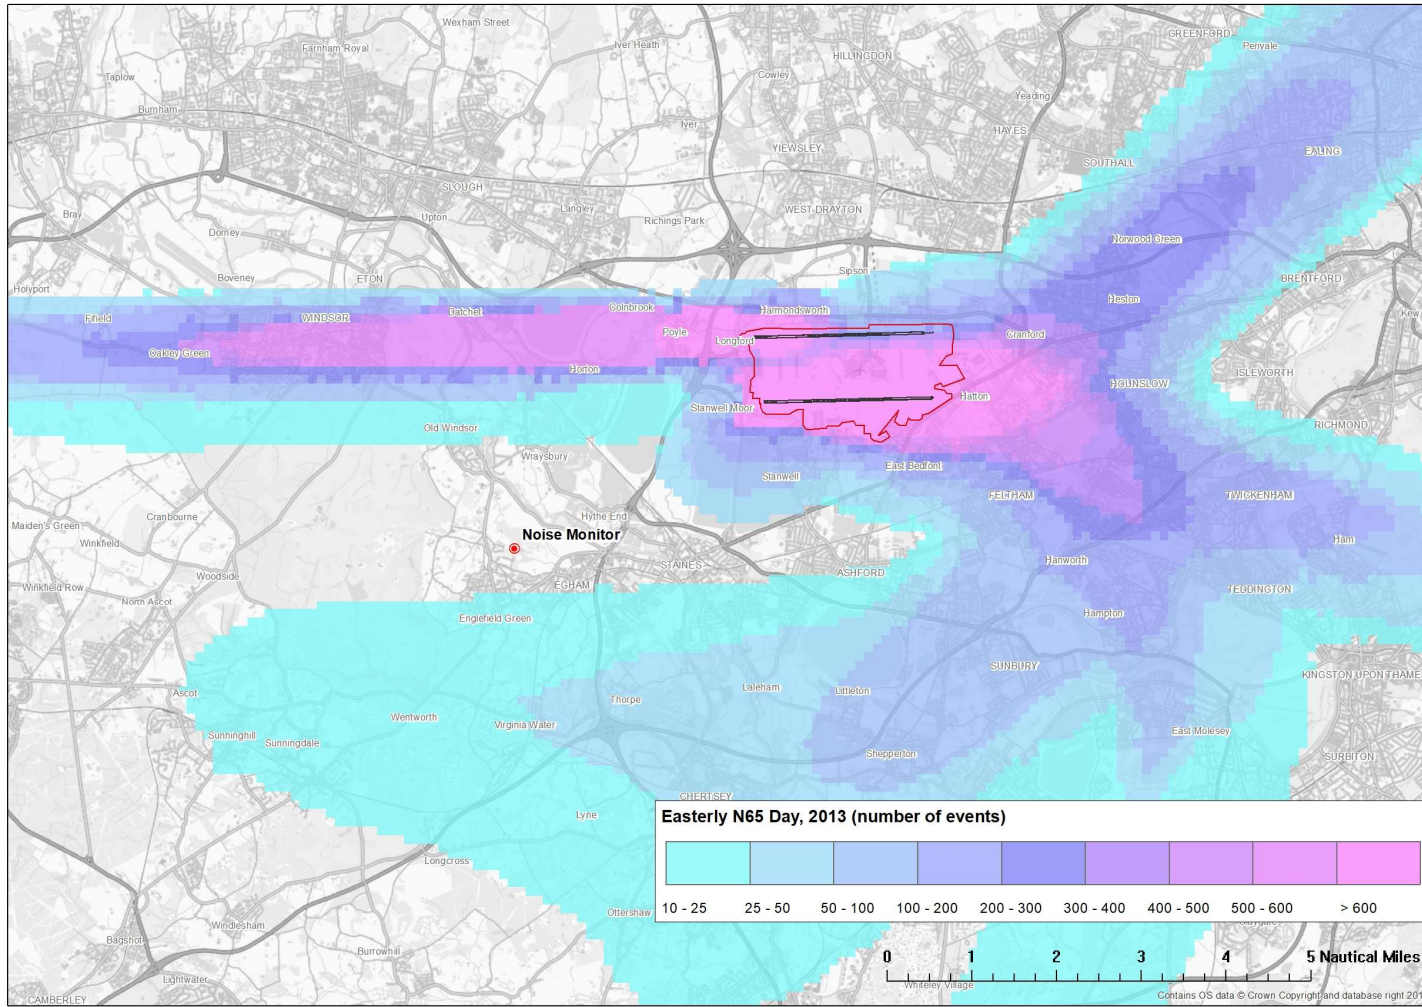 Wexham Street
GREENFORD
Farnham Royal
Iver Heath
Perivale
HILLINGDON
Taplow
Cowley
Burnham
Yeading
Iver
HAYES
YIEWSLEY
EALING
SOUTHALL
SLOUGH
Langley
WEST DRAYTON
Bray
Upton
Richings Park
Dorney
Norwood Green
Boveney
ETON
Sipson
BRENTFORD
Holyport
Heston
Colnbrook
Harmondsworth
Kew
Fifield
WINDSOR
Datchet
Poyle
Longford
Cranford
Oakley Green
Horton
ISLEWORTH
HOUNSLOW
Hatton
Stanwell Moor
Old Windsor
RICHMOND
Wraysbury
East Bedfont
Stanwell
FELTHAM
TWICKENHAM
Cranbourne
Hythe End
Maiden's Green
Noise Monitor
Winkfield
Ham
Hanworth
STAINES
ASHFORD
Woodside
EGHAM
Winkfield Row
TEDDINGTON
North Ascot
Hampton
Englefield Green
SUNBURY
KINGSTON UPON THAMES
Ascot
Laleham
Littleton
Thorpe
Wentworth
Virginia Water
East Molesey
Sunninghill
Sunningdale
Shepperton
SURBITON
CHERTSEY
Lyne
Easterly N65 Day, 2013 (number of events)
Longcross
10 - 25 25 - 50 50 - 100 100 - 200 200 - 300 300 - 400 400 - 500 500 - 600 > 600
Ottershaw
Windlesham
Claygate
Bagshot
Burrowhill
0 1 2 3 4 5 Nautical Miles
Lightwater
Whiteley Village
CAMBERLEY
Contains OS data © Crown Copyright and database right 201